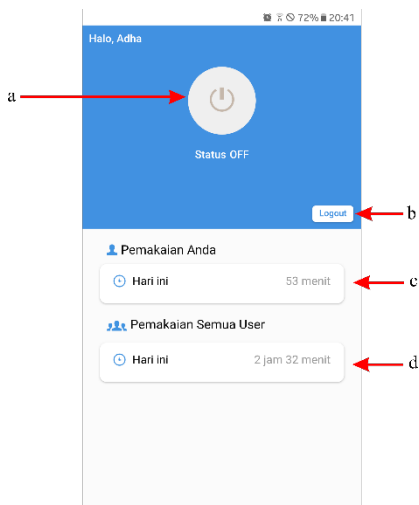 72% 20:41
Halo, Adha
a
Status OFF
Logout
b
Pemakaian Anda
Hari ini 53 menit
c
Pemakaian Semua User
Hari ini 2 jam 32 menit
d